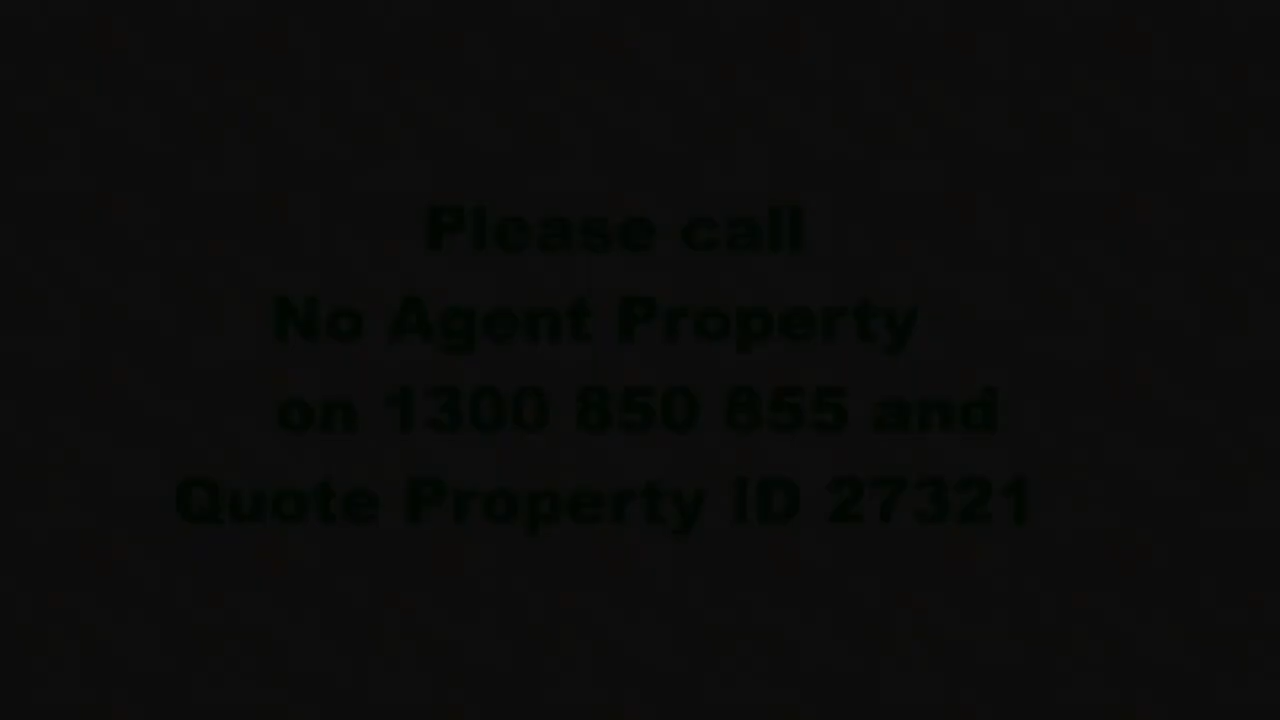 Please call
No Agent Property
on 1300 850 855 and
Quote Property ID 27321